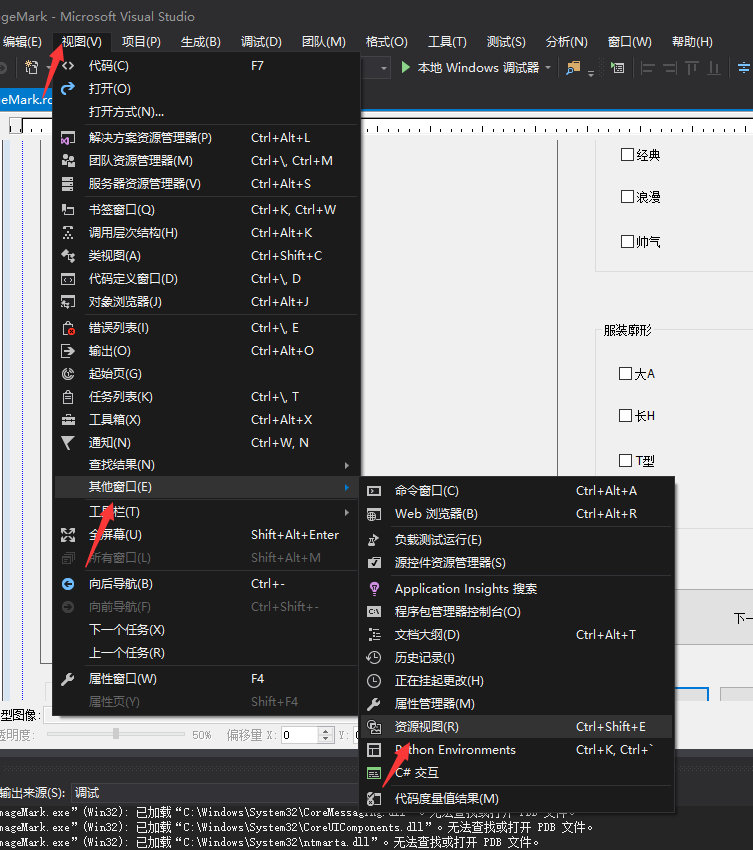 geMark - Microsoft Visual Studio
编辑(E) 视图(V) 项目(P) 生成(B) 调试(D) 团队(M) 格式(O) 工具(T) 测试(S) 分析(N) 窗口(W) 帮助(H)
本地 Windows 调试器
geMark.rc
代码(C) F7
打开(O)
打开方式(N)...
解决方案资源管理器(P) Ctrl+Alt+L
团队资源管理器(M) Ctrl+\, Ctrl+M
服务器资源管理器(V) Ctrl+Alt+S
书签窗口(Q) Ctrl+K, Ctrl+W
调用层次结构(H) Ctrl+Alt+K
类视图(A) Ctrl+Shift+C
代码定义窗口(D) Ctrl+\, D
对象浏览器(J) Ctrl+Alt+J
错误列表(I) Ctrl+\, E
输出(O) Ctrl+Alt+O
起始页(G)
任务列表(K) Ctrl+\, T
工具箱(X) Ctrl+Alt+X
通知(N) Ctrl+W, N
查找结果(N)
其他窗口(E)
工具栏(T)
全屏幕(U) Shift+Alt+Enter
所有窗口(L) Shift+Alt+M
向后导航(B) Ctrl+-
向前导航(F) Ctrl+Shift+-
下一个任务(X)
上一个任务(R)
属性窗口(W) F4
属性页(Y) Shift+F4
经典
浪漫
帅气
服装廓形
大A
长H
T型
命令窗口(C) Ctrl+Alt+A
Web 浏览器(B) Ctrl+Alt+R
负载测试运行(E)
源控件资源管理器(S)
Application Insights 搜索
程序包管理器控制台(O)
文档大纲(D) Ctrl+Alt+T
历史记录(I)
正在挂起更改(H)
属性管理器(M)
资源视图(R) Ctrl+Shift+E
Python Environments Ctrl+K, Ctrl+`
C# 交互
代码度量值结果(M)
下一
型图像:
透明度: 50% 偏移量 X: 0 Y: 0
输出来源(S): 调试
mageMark.exe”(Win32): 已加载“C:\Windows\System32\CoreMessaging.dll”。无法查找或打开 PDB 文件。
mageMark.exe”(Win32): 已加载“C:\Windows\System32\CoreUIComponents.dll”。无法查找或打开 PDB 文件。
mageMark.exe”(Win32): 已加载“C:\Windows\System32\ntmarta.dll”。无法查找或打开 PDB 文件。